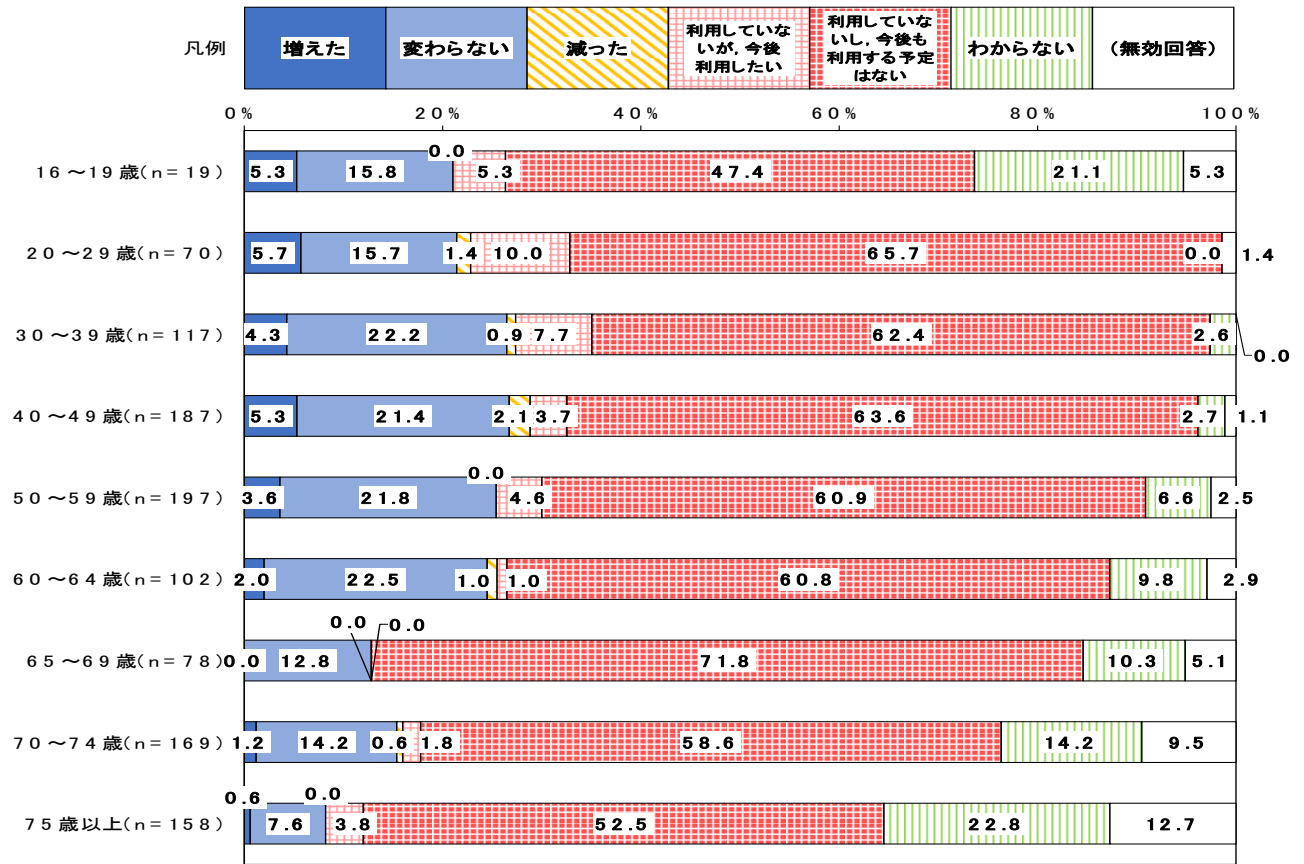 凡例
増えた
変わらない
減った
利用していな
いが，今後
利用したい
利用していな
いし，今後も
利用する予定
はない
わからない
（無効回答）
0% 20% 40% 60% 80% 100%
16～19歳(n=19) 5.3 15.8 0.0 5.3 47.4 21.1 5.3
20～29歳(n=70) 5.7 15.7 1.4 10.0 65.7 0.0 1.4
30～39歳(n=117) 4.3 22.2 0.9 7.7 62.4 2.6 0.0
40～49歳(n=187) 5.3 21.4 2.1 3.7 63.6 2.7 1.1
50～59歳(n=197) 3.6 21.8 0.0 4.6 60.9 6.6 2.5
60～64歳(n=102) 2.0 22.5 1.0 1.0 60.8 9.8 2.9
65～69歳(n=78) 0.0 12.8 0.0 0.0 71.8 10.3 5.1
70～74歳(n=169) 1.2 14.2 0.6 1.8 58.6 14.2 9.5
75歳以上(n=158) 0.6 7.6 0.0 3.8 52.5 22.8 12.7